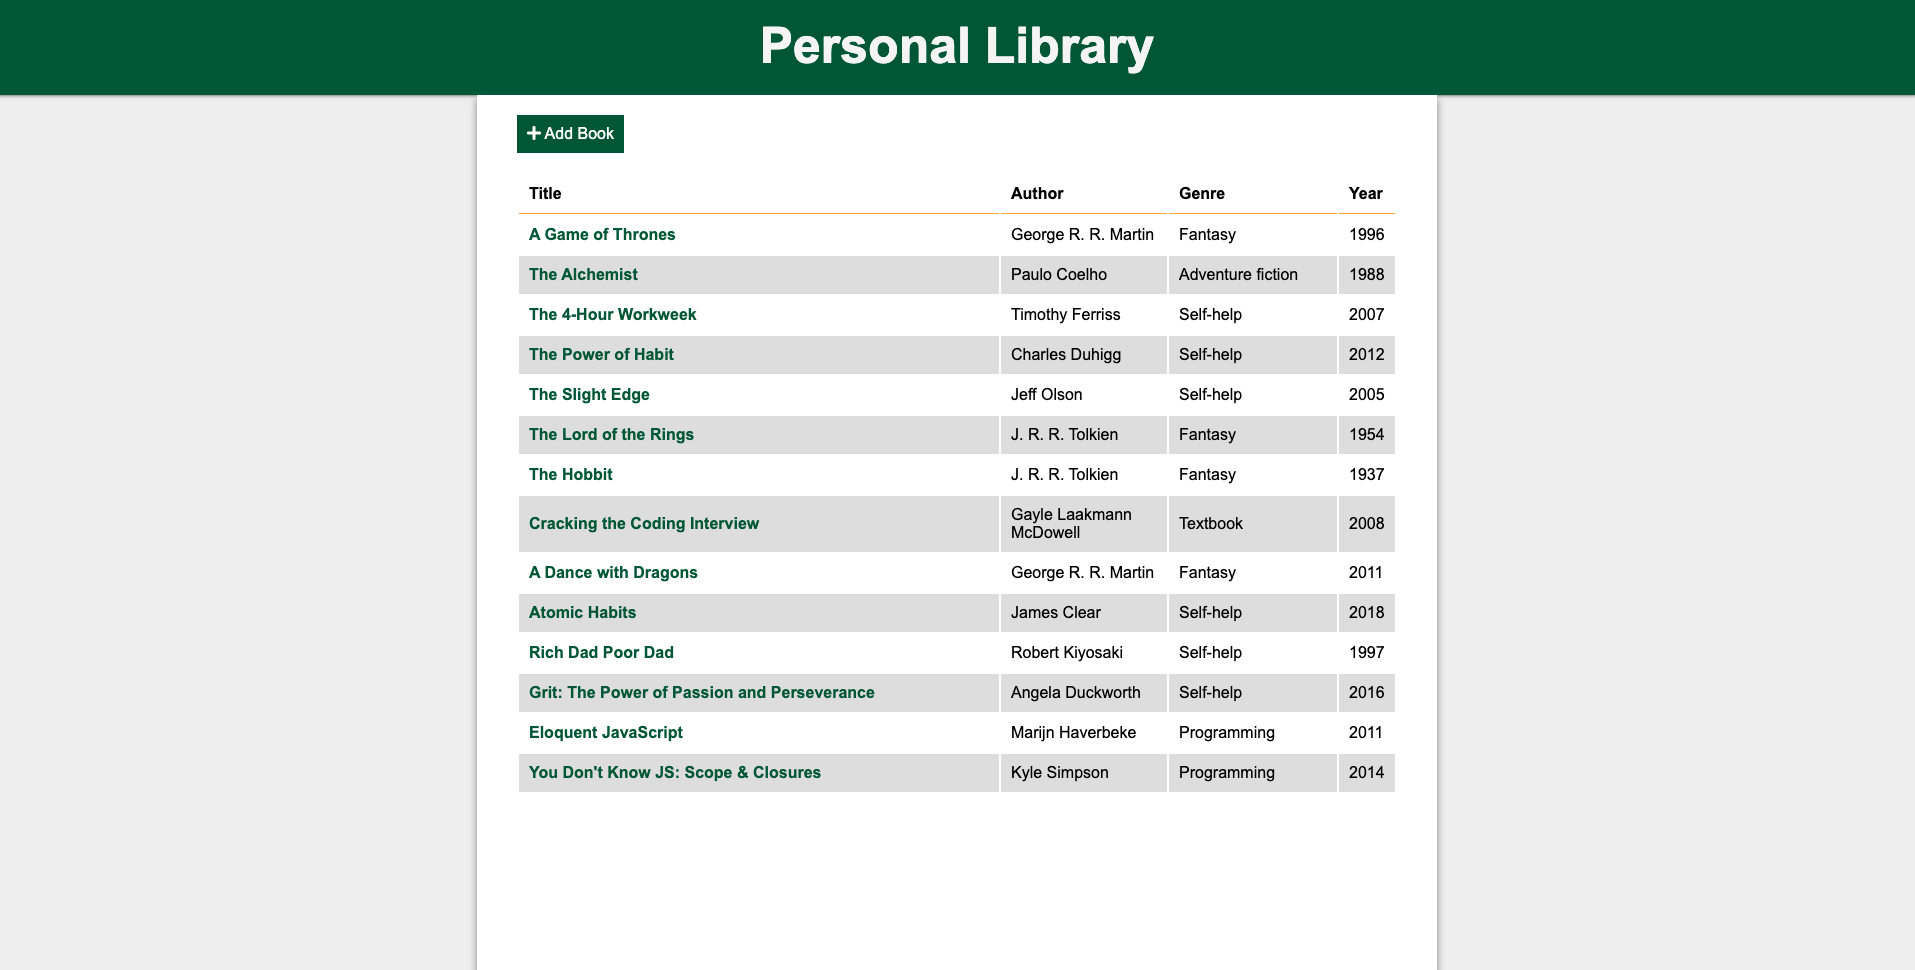 Personal Library
Add Book
Title Author Genre Year
A Game of Thrones George R. R. Martin Fantasy 1996
The Alchemist Paulo Coelho Adventure fiction 1988
The 4-Hour Workweek Timothy Ferriss Self-help 2007
The Power of Habit Charles Duhigg Self-help 2012
The Slight Edge Jeff Olson Self-help 2005
The Lord of the Rings J. R. R. Tolkien Fantasy 1954
The Hobbit J. R. R. Tolkien Fantasy 1937
Cracking the Coding Interview Gayle Laakmann McDowell Textbook 2008
A Dance with Dragons George R. R. Martin Fantasy 2011
Atomic Habits James Clear Self-help 2018
Rich Dad Poor Dad Robert Kiyosaki Self-help 1997
Grit: The Power of Passion and Perseverance Angela Duckworth Self-help 2016
Eloquent JavaScript Marijn Haverbeke Programming 2011
You Don't Know JS: Scope & Closures Kyle Simpson Programming 2014